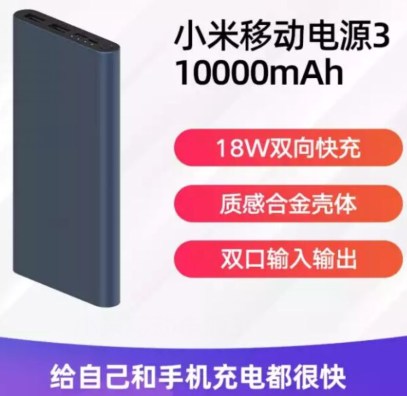 小米移动电源3
10000mAh
18W双向快充
质感合金壳体
双口输入输出
给自己和手机充电都很快